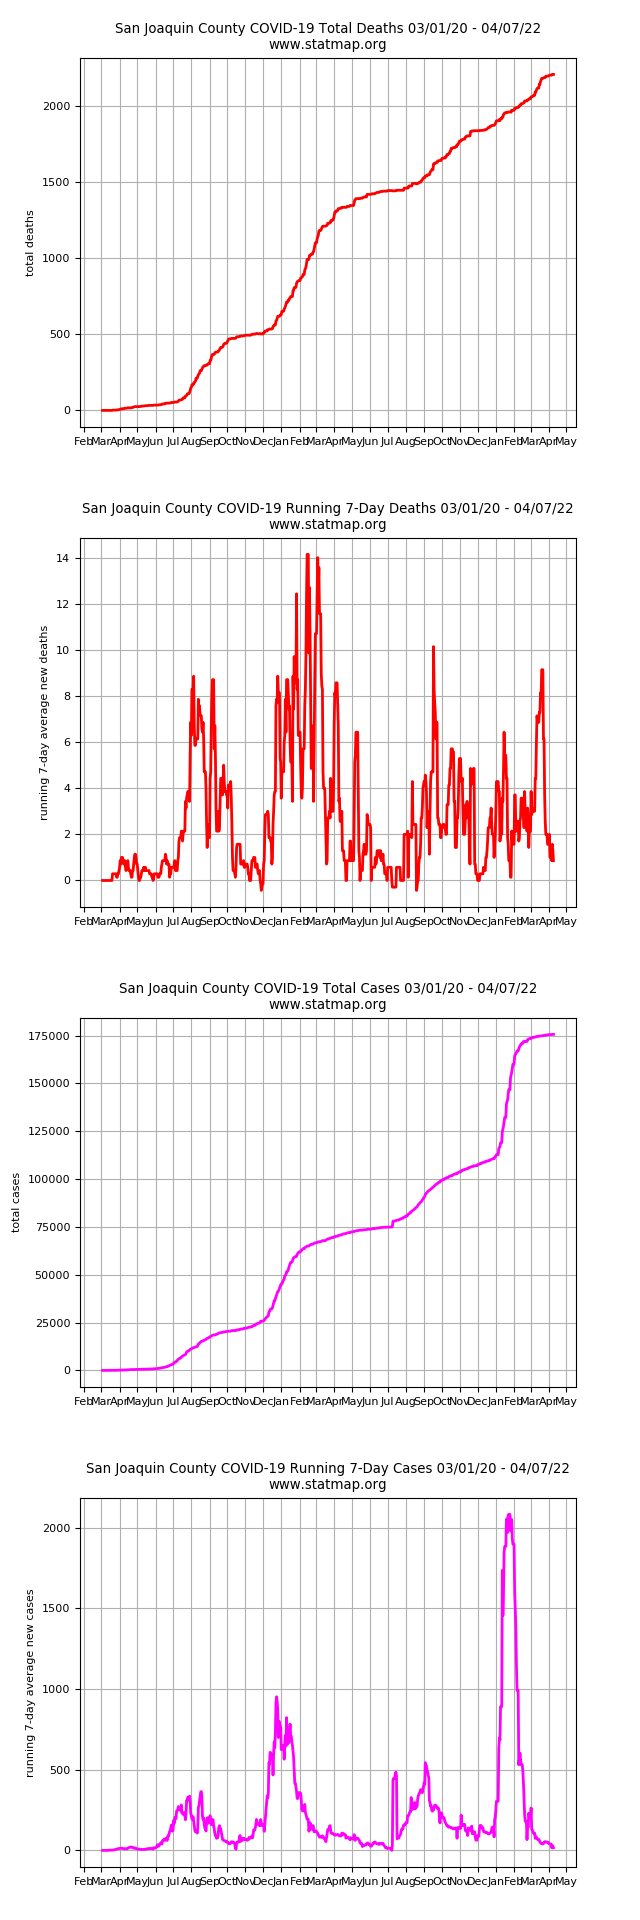 San Joaquin County COVID-19 Total Deaths 03/01/20 - 04/07/22
www.statmap.org
2000
1500
1000
500
0
total deaths
Feb Mar Apr May Jun Jul Aug Sep Oct Nov Dec Jan Feb Mar Apr May Jun Jul Aug Sep Oct Nov Dec Jan Feb Mar Apr May
San Joaquin County COVID-19 Running 7-Day Deaths 03/01/20 - 04/07/22
www.statmap.org
14
12
10
8
6
4
2
0
running 7-day average new deaths
Feb Mar Apr May Jun Jul Aug Sep Oct Nov Dec Jan Feb Mar Apr May Jun Jul Aug Sep Oct Nov Dec Jan Feb Mar Apr May
San Joaquin County COVID-19 Total Cases 03/01/20 - 04/07/22
www.statmap.org
175000
150000
125000
100000
75000
50000
25000
0
total cases
Feb Mar Apr May Jun Jul Aug Sep Oct Nov Dec Jan Feb Mar Apr May Jun Jul Aug Sep Oct Nov Dec Jan Feb Mar Apr May
San Joaquin County COVID-19 Running 7-Day Cases 03/01/20 - 04/07/22
www.statmap.org
2000
1500
1000
500
0
running 7-day average new cases
Feb Mar Apr May Jun Jul Aug Sep Oct Nov Dec Jan Feb Mar Apr May Jun Jul Aug Sep Oct Nov Dec Jan Feb Mar Apr May